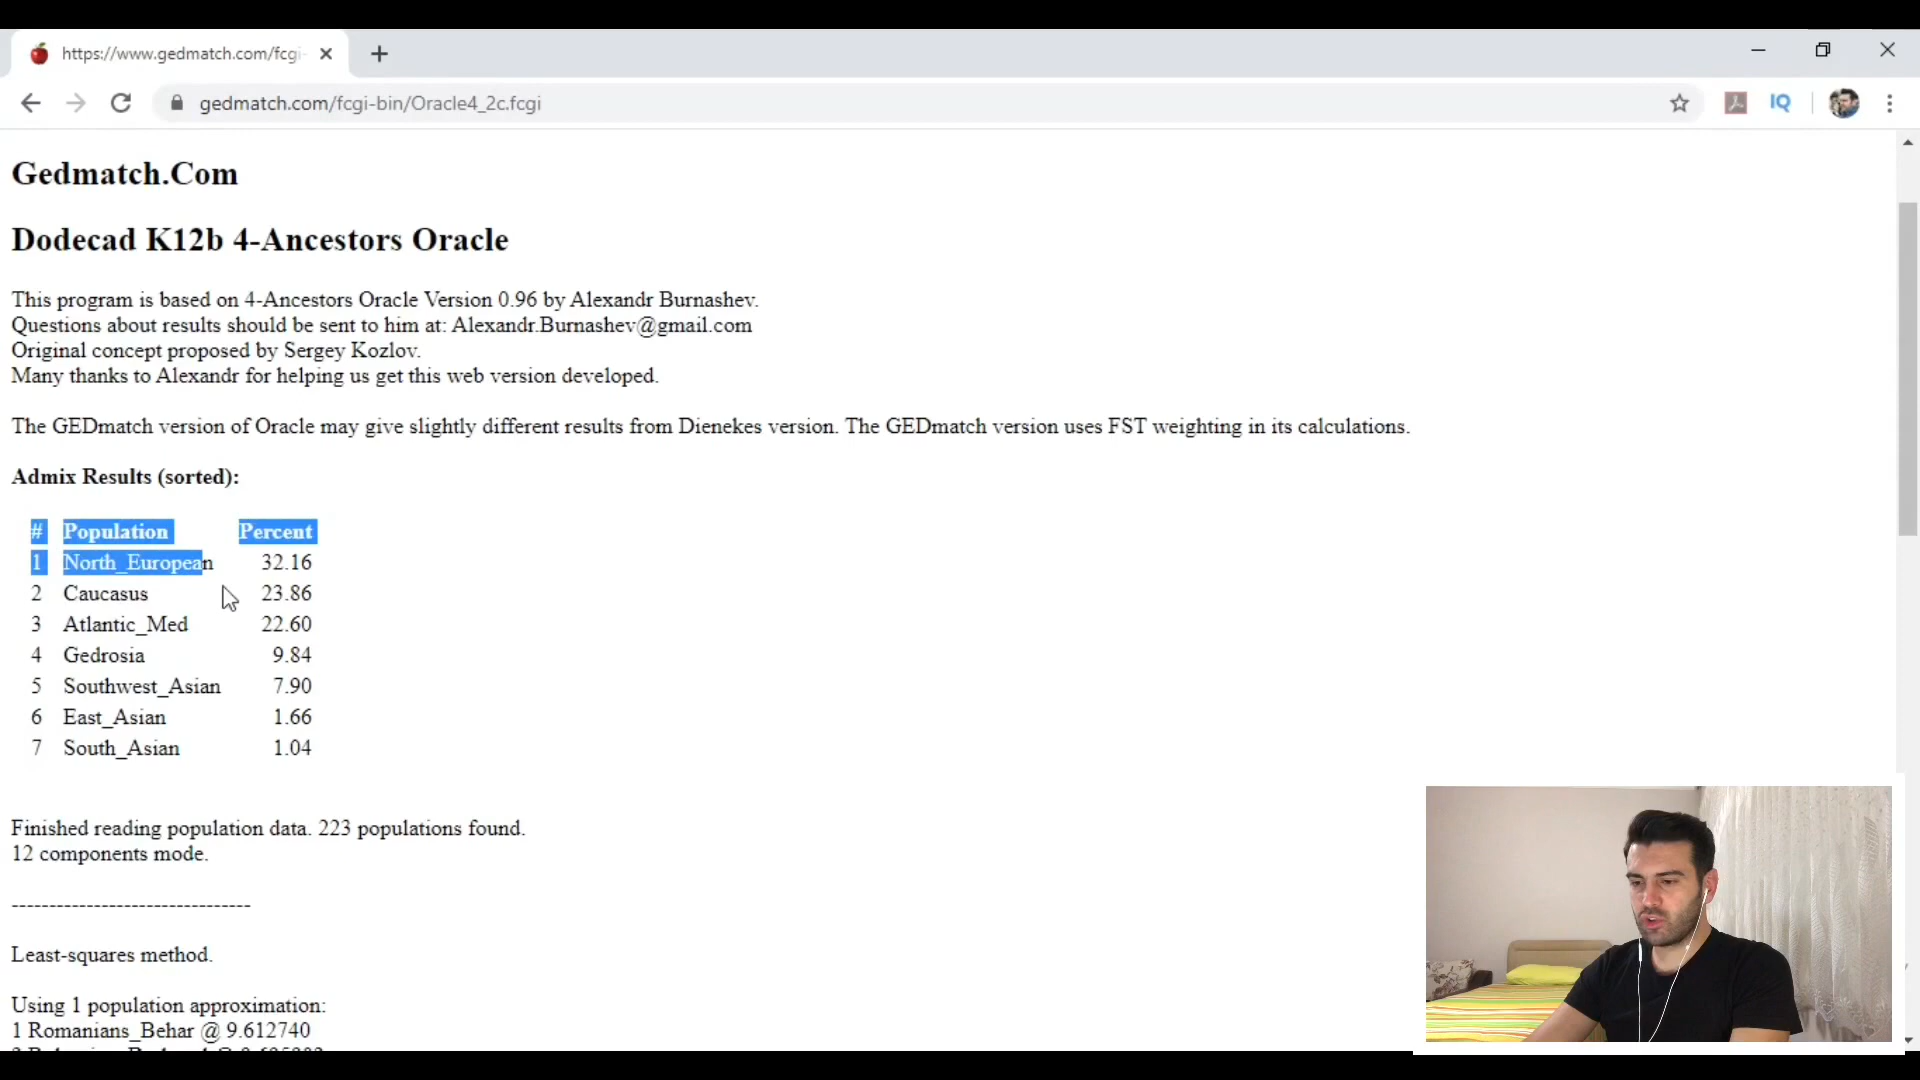 https://www.gedmatch.com/fcgi-
gedmatch.com/fcgi-bin/Oracle4_2c.fcgi
IQ
Gedmatch.Com
Dodecad K12b 4-Ancestors Oracle
This program is based on 4-Ancestors Oracle Version 0.96 by Alexandr Burnashev.
Questions about results should be sent to him at: Alexandr.Burnashev@gmail.com
Original concept proposed by Sergey Kozlov.
Many thanks to Alexandr for helping us get this web version developed.
The GEDmatch version of Oracle may give slightly different results from Dienekes version. The GEDmatch version uses FST weighting in its calculations.
Admix Results (sorted):
# Population Percent
1 North_European 32.16
2 Caucasus 23.86
3 Atlantic_Med 22.60
4 Gedrosia 9.84
5 Southwest_Asian 7.90
6 East_Asian 1.66
7 South_Asian 1.04
Finished reading population data. 223 populations found.
12 components mode.
--------------------------------
Least-squares method.
Using 1 population approximation:
1 Romanians_Behar @ 9.612740